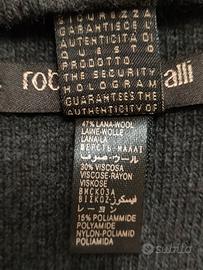 SICUREZZA
GARANTISCE L'
AUTENTICITÀ DI
QUESTO
PRODOTTO
THE SECURITY
HOLOGRAM
GUARANTEES THE
AUTHENTICITY OF
rob alli
47% LANA-WOOL
LAINE-WOLLE
LANA-LÃ
30% VISCOSA
VISCOSE-RAYON
VISKOSE
15% POLIAMMIDE
POLYAMIDE
NYLON-POLIAMID
POLIAMIDA
Subito